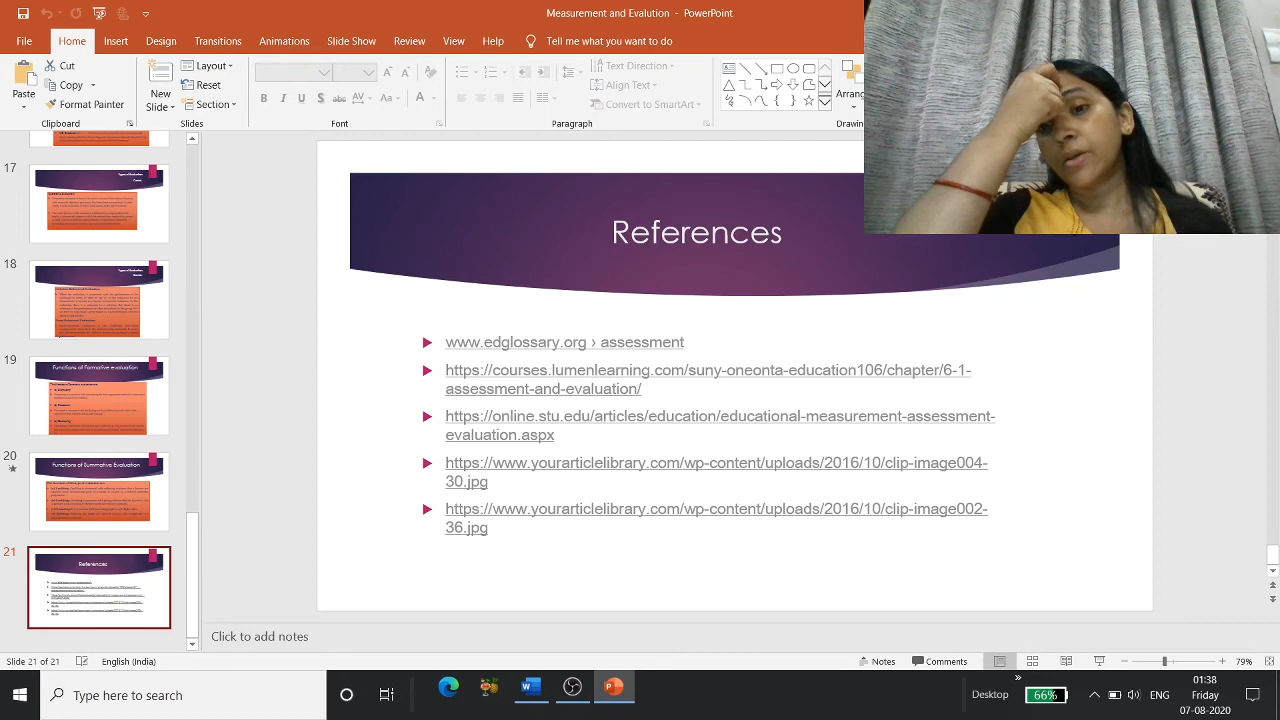 Measurement and Evaluation - PowerPoint
File Home Insert Design Transitions Animations Slide Show Review View Help Tell me what you want to do
Cut
Copy
Format Painter
Paste
Clipboard
New
Slide
Layout
Reset
Section
Slides
B I U S abc AV Aa A
Font
Text Direction
Align Text
Convert to SmartArt
Paragraph
Arrang
Drawin
17
18
19
Functions of Formative evaluation
20
Functions of Summative Evaluation
21
References
References
www.edglossary.org › assessment
https://courses.lumenlearning.com/suny-oneonta-education106/chapter/6-1-
assessment-and-evaluation/
https://online.stu.edu/articles/education/educational-measurement-assessment-
evaluation.aspx
https://www.yourarticlelibrary.com/wp-content/uploads/2016/10/clip-image004-
30.jpg
https://www.yourarticlelibrary.com/wp-content/uploads/2016/10/clip-image002-
36.jpg
Click to add notes
Slide 21 of 21 English (India) Notes Comments 79%
Type here to search
Desktop 66% ENG
01:38
Friday
07-08-2020